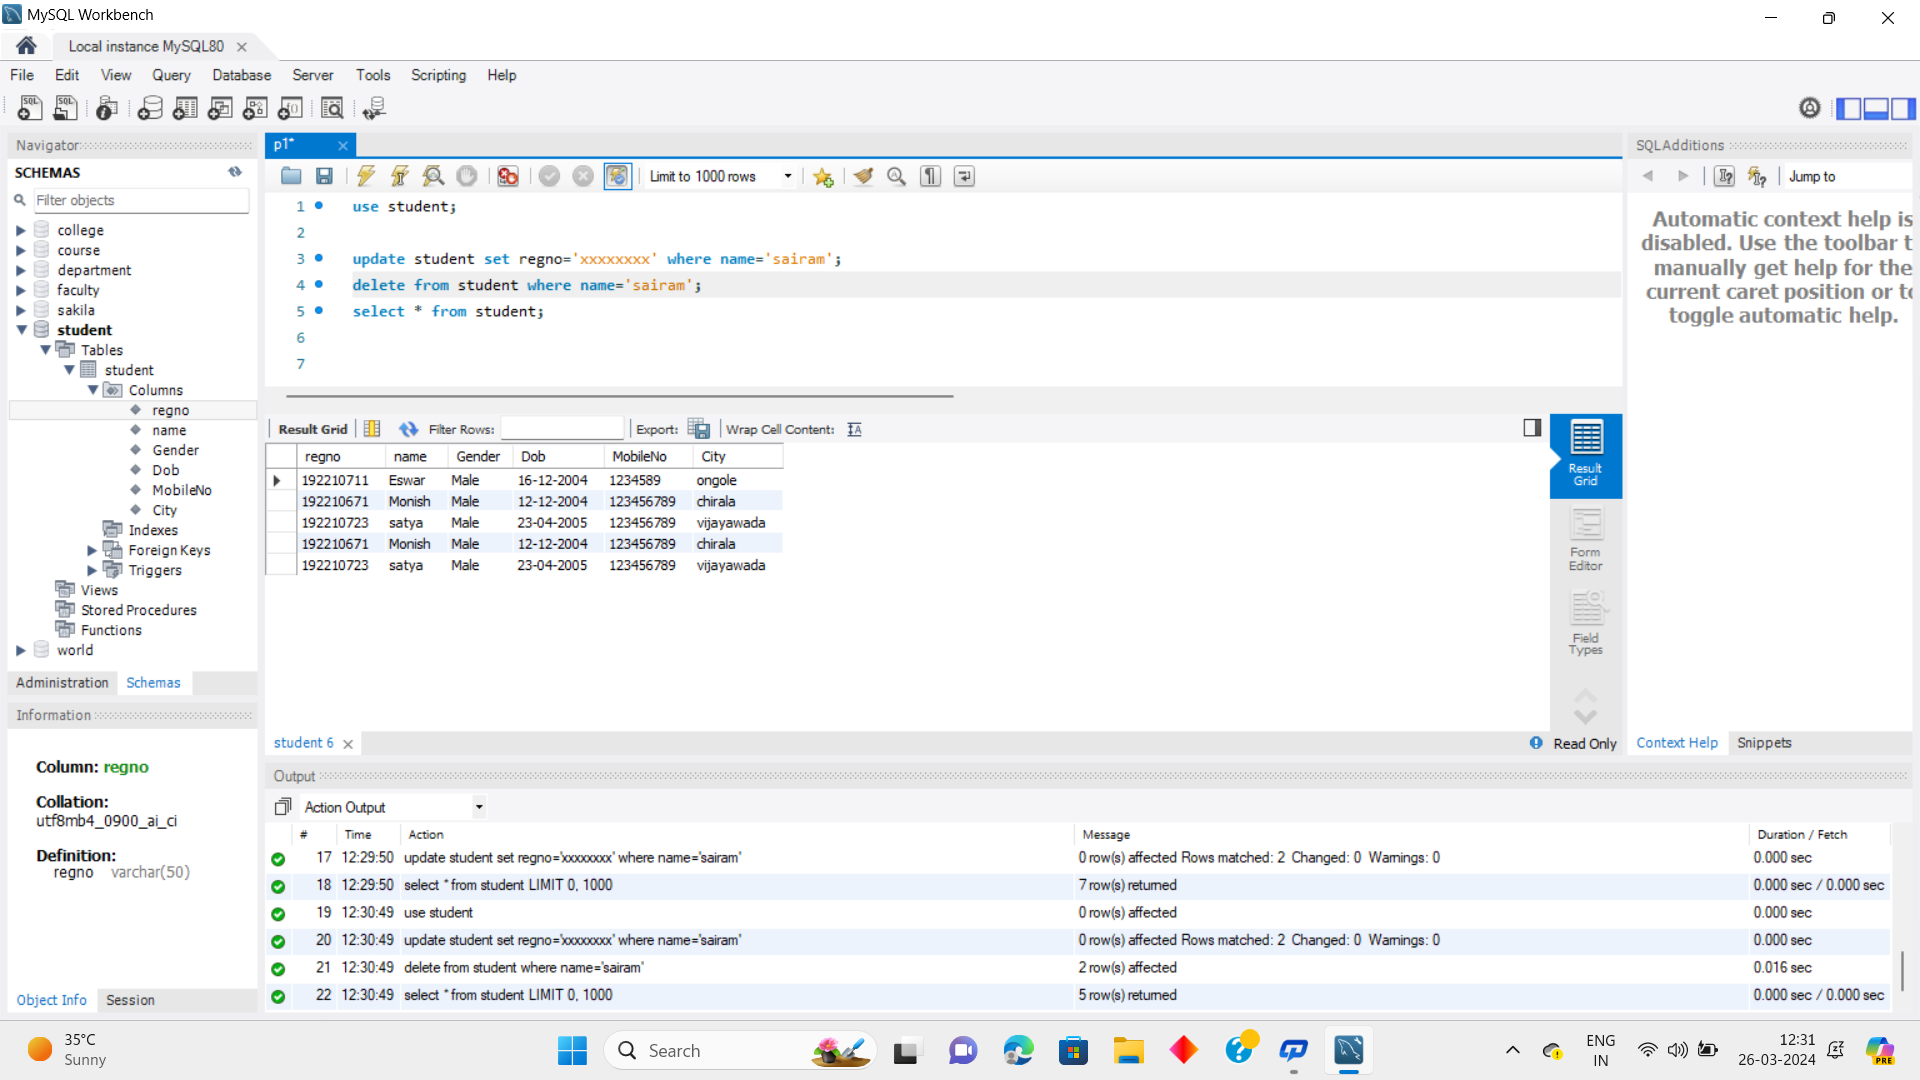 MySQL Workbench
Local instance MySQL80
File Edit View Query Database Server Tools Scripting Help
Navigator
SCHEMAS
Filter objects
college
course
department
faculty
sakila
student
Tables
student
Columns
regno
name
Gender
Dob
MobileNo
City
Indexes
Foreign Keys
Triggers
Views
Stored Procedures
Functions
world
Administration Schemas
Information
Column: regno
Collation:
utf8mb4_0900_ai_ci
Definition:
regno varchar(50)
Object Info Session
p1*
Limit to 1000 rows
1 use student;
2
3 update student set regno='xxxxxxxx' where name='sairam';
4 delete from student where name='sairam';
5 select * from student;
6
7
Result Grid Filter Rows: Export: Wrap Cell Content:
regno name Gender Dob MobileNo City
192210711 Eswar Male 16-12-2004 1234589 ongole
192210671 Monish Male 12-12-2004 123456789 chirala
192210723 satya Male 23-04-2005 123456789 vijayawada
192210671 Monish Male 12-12-2004 123456789 chirala
192210723 satya Male 23-04-2005 123456789 vijayawada
Result
Grid
Form
Editor
Field
Types
student 6
Read Only
SQLAdditions
Jump to
Automatic context help is
disabled. Use the toolbar t
manually get help for the
current caret position or to
toggle automatic help.
Context Help Snippets
Output
Action Output
# Time Action Message Duration / Fetch
17 12:29:50 update student set regno='xxxxxxxx' where name='sairam' 0 row(s) affected Rows matched: 2 Changed: 0 Warnings: 0 0.000 sec
18 12:29:50 select * from student LIMIT 0, 1000 7 row(s) returned 0.000 sec / 0.000 sec
19 12:30:49 use student 0 row(s) affected 0.000 sec
20 12:30:49 update student set regno='xxxxxxxx' where name='sairam' 0 row(s) affected Rows matched: 2 Changed: 0 Warnings: 0 0.000 sec
21 12:30:49 delete from student where name='sairam' 2 row(s) affected 0.016 sec
22 12:30:49 select * from student LIMIT 0, 1000 5 row(s) returned 0.000 sec / 0.000 sec
35°C
Sunny
Search
ENG
IN
12:31
26-03-2024
PRE